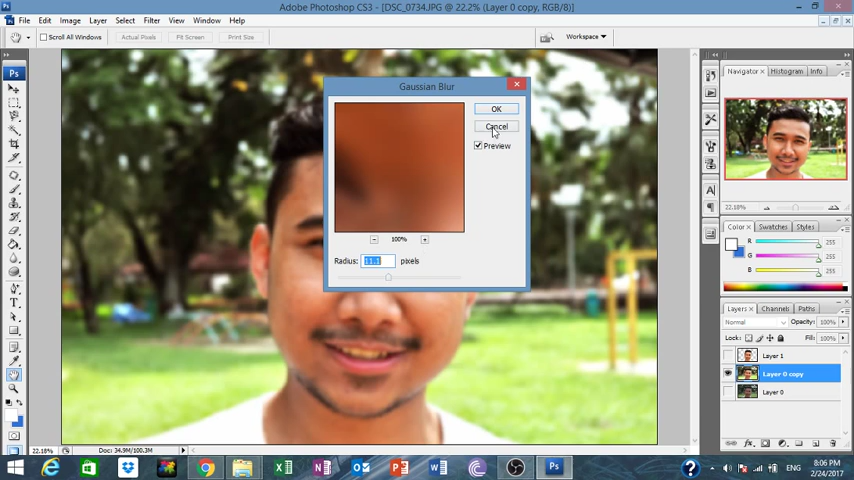 Adobe Photoshop CS3 - [DSC_0734.JPG @ 22.2% (Layer 0 copy, RGB/8)]
File Edit Image Layer Select Filter View Window Help
Scroll All Windows Actual Pixels Fit Screen Print Size Workspace
Ps
Gaussian Blur
OK
Cancel
Preview
100%
Radius: 11.1 pixels
Navigator Histogram Info
22.18%
Color Swatches Styles
R 255
G 255
B 255
Layers Channels Paths
Normal Opacity: 100%
Lock: Fill: 100%
Layer 1
Layer 0 copy
Layer 0
22.18% Doc: 34.9M/100.3M
ENG
8:06 PM
2/24/2017